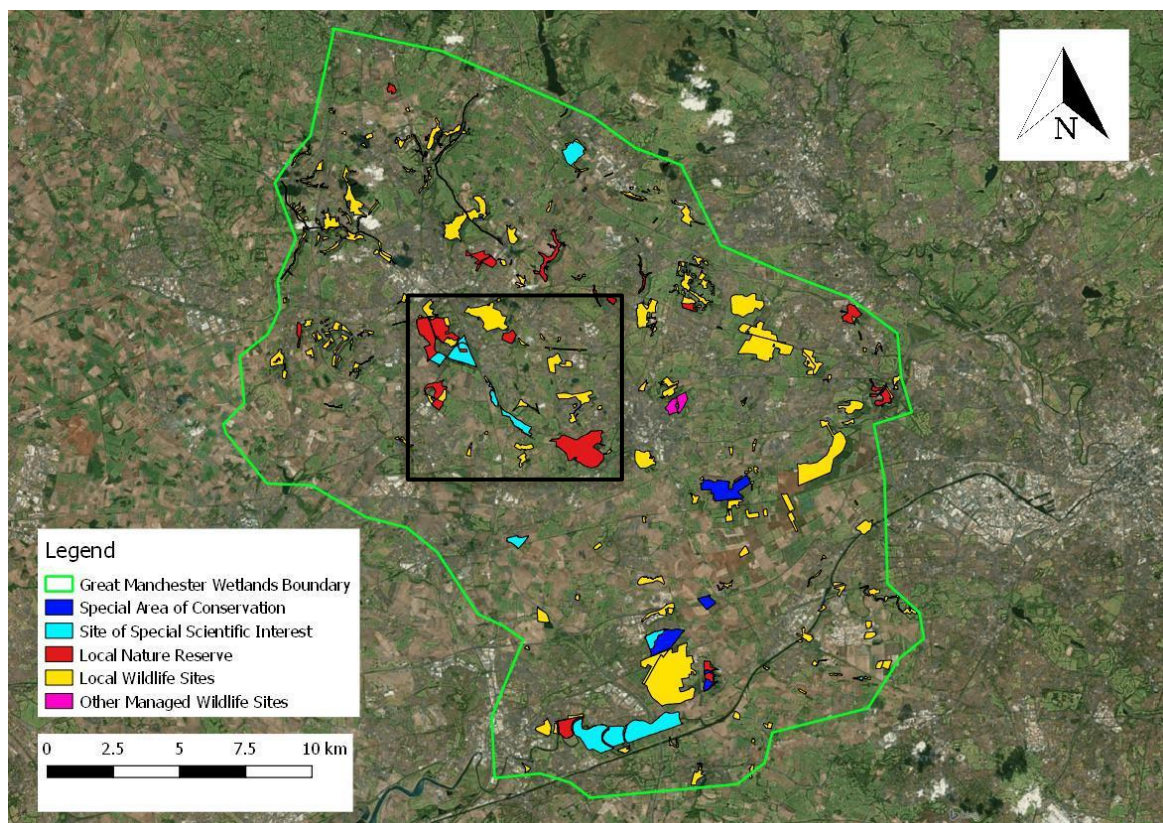 N
Legend
Great Manchester Wetlands Boundary
Special Area of Conservation
Site of Special Scientific Interest
Local Nature Reserve
Local Wildlife Sites
Other Managed Wildlife Sites
0 2.5 5 7.5 10 km